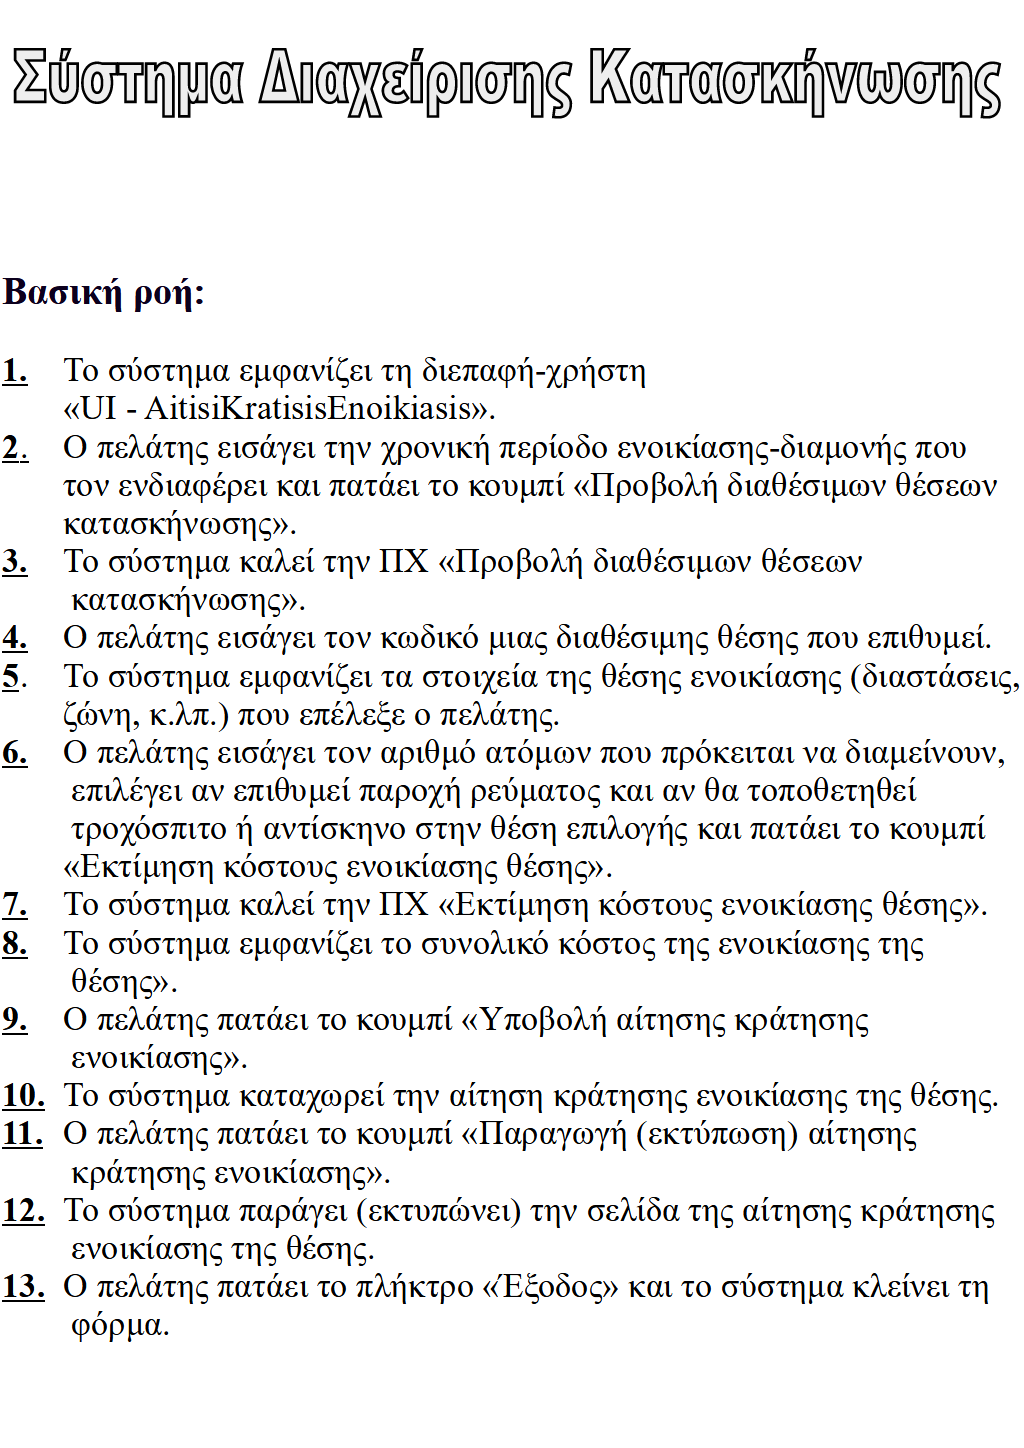 Σύστημα Διαχείρισης Κατασκήνωσης
Βασική ροή:
1. Το σύστημα εμφανίζει τη διεπαφή-χρήστη
«UI - AitisiKratisisEnoikiasis».
2. Ο πελάτης εισάγει την χρονική περίοδο ενοικίασης-διαμονής που
τον ενδιαφέρει και πατάει το κουμπί «Προβολή διαθέσιμων θέσεων
κατασκήνωσης».
3. Το σύστημα καλεί την ΠΧ «Προβολή διαθέσιμων θέσεων
κατασκήνωσης».
4. Ο πελάτης εισάγει τον κωδικό μιας διαθέσιμης θέσης που επιθυμεί.
5. Το σύστημα εμφανίζει τα στοιχεία της θέσης ενοικίασης (διαστάσεις,
ζώνη, κ.λπ.) που επέλεξε ο πελάτης.
6. Ο πελάτης εισάγει τον αριθμό ατόμων που πρόκειται να διαμείνουν,
επιλέγει αν επιθυμεί παροχή ρεύματος και αν θα τοποθετηθεί
τροχόσπιτο ή αντίσκηνο στην θέση επιλογής και πατάει το κουμπί
«Εκτίμηση κόστους ενοικίασης θέσης».
7. Το σύστημα καλεί την ΠΧ «Εκτίμηση κόστους ενοικίασης θέσης».
8. Το σύστημα εμφανίζει το συνολικό κόστος της ενοικίασης της
θέσης».
9. Ο πελάτης πατάει το κουμπί «Υποβολή αίτησης κράτησης
ενοικίασης».
10. Το σύστημα καταχωρεί την αίτηση κράτησης ενοικίασης της θέσης.
11. Ο πελάτης πατάει το κουμπί «Παραγωγή (εκτύπωση) αίτησης
κράτησης ενοικίασης».
12. Το σύστημα παράγει (εκτυπώνει) την σελίδα της αίτησης κράτησης
ενοικίασης της θέσης.
13. Ο πελάτης πατάει το πλήκτρο «Έξοδος» και το σύστημα κλείνει τη
φόρμα.